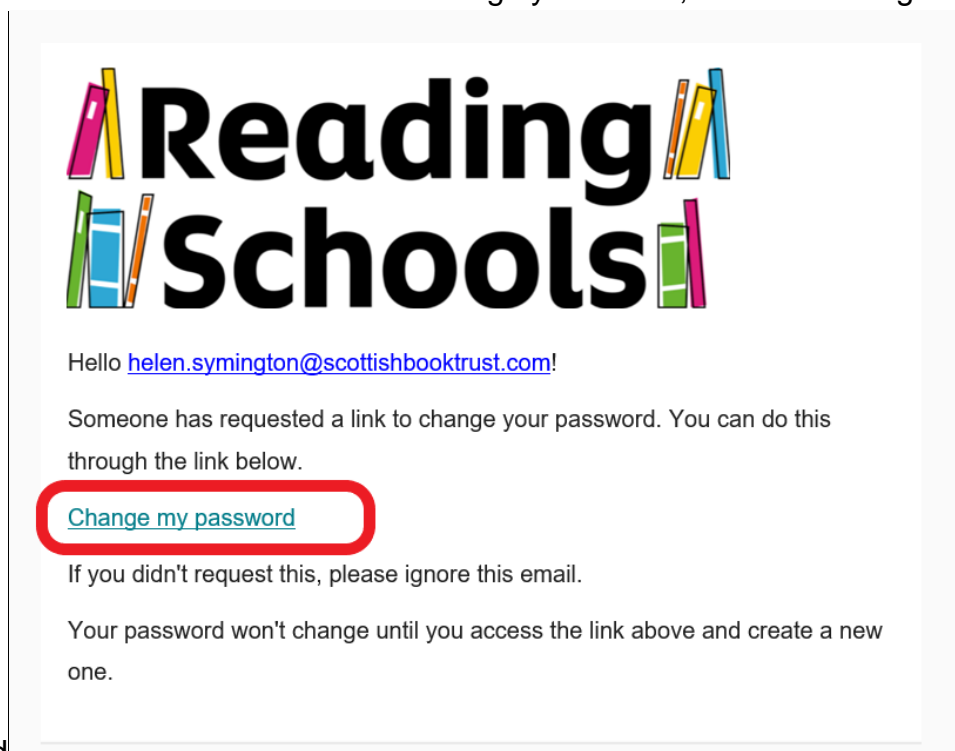 Reading
Schools
Hello helen.symington@scottishbooktrust.com!
Someone has requested a link to change your password. You can do this
through the link below.
Change my password
If you didn't request this, please ignore this email.
Your password won't change until you access the link above and create a new
one.